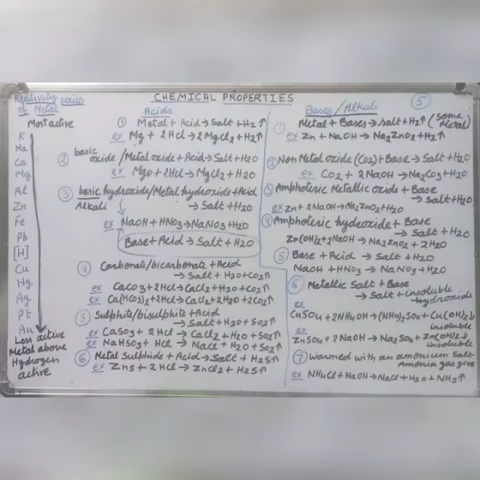 CHEMICAL PROPERTIES
5
Reactivity series
of Metal
Most active
K
Na
Ca
Mg
Al
Zn
Fe
Pb
[H]
Cu
Hg
Ag
Pt
Au
Less active
Metal above
Hydrogen
active
Acids
① Metal + Acid → Salt + H2↑
ex Mg + 2HCl → 2MgCl2 + H2↑
② basic oxide/Metal oxide + Acid → Salt + H2O
ex MgO + 2HCl → MgCl2 + H2O
③ basic hydroxide/Metal hydroxide + Acid
Alkali → Salt + H2O
ex NaOH + HNO3 → NaNO3 + H2O
Base + Acid → Salt + H2O
④ Carbonate/bicarbonate + Acid
→ Salt + H2O + CO2↑
ex CaCO3 + 2HCl → CaCl2 + H2O + CO2↑
ex Ca(HCO3)2 + 2HCl → CaCl2 + 2H2O + 2CO2↑
⑤ Sulphite/bisulphite + Acid
→ Salt + H2O + SO2↑
ex CaSO3 + 2HCl → CaCl2 + H2O + SO2↑
ex NaHSO3 + HCl → NaCl + H2O + SO2↑
⑥ Metal Sulphide + Acid → Salt + H2S↑
ex ZnS + 2HCl → ZnCl2 + H2S↑
Bases/Alkali
① Metal + Bases → Salt + H2↑ (some Metal)
ex Zn + NaOH → Na2ZnO2 + H2↑
② Non Metal oxide (CO2) + Base → Salt + H2O
ex CO2 + 2NaOH → Na2CO3 + H2O
③ Ampholeric Metallic oxide + Base
→ salt + H2O
ex Zn + 2NaOH → Na2ZnO2 + H2O
④ Ampholeric hydroxide + Base
→ Salt + H2O
Zn(OH)2 + 2NaOH → Na2ZnO2 + 2H2O
⑤ Base + Acid → Salt + H2O
NaOH + HNO3 → NaNO3 + H2O
⑥ Metallic Salt + Base
→ Salt + insoluble
hydroxide
ex
CuSO4 + 2NH4OH → (NH4)2SO4 + Cu(OH)2↓
insoluble
ZnSO4 + 2NaOH → Na2SO4 + Zn(OH)2↓
insoluble
⑦ Warmed with an amonium Salt
Amonia gas give
ex NH4Cl + NaOH → NaCl + H2O + NH3↑